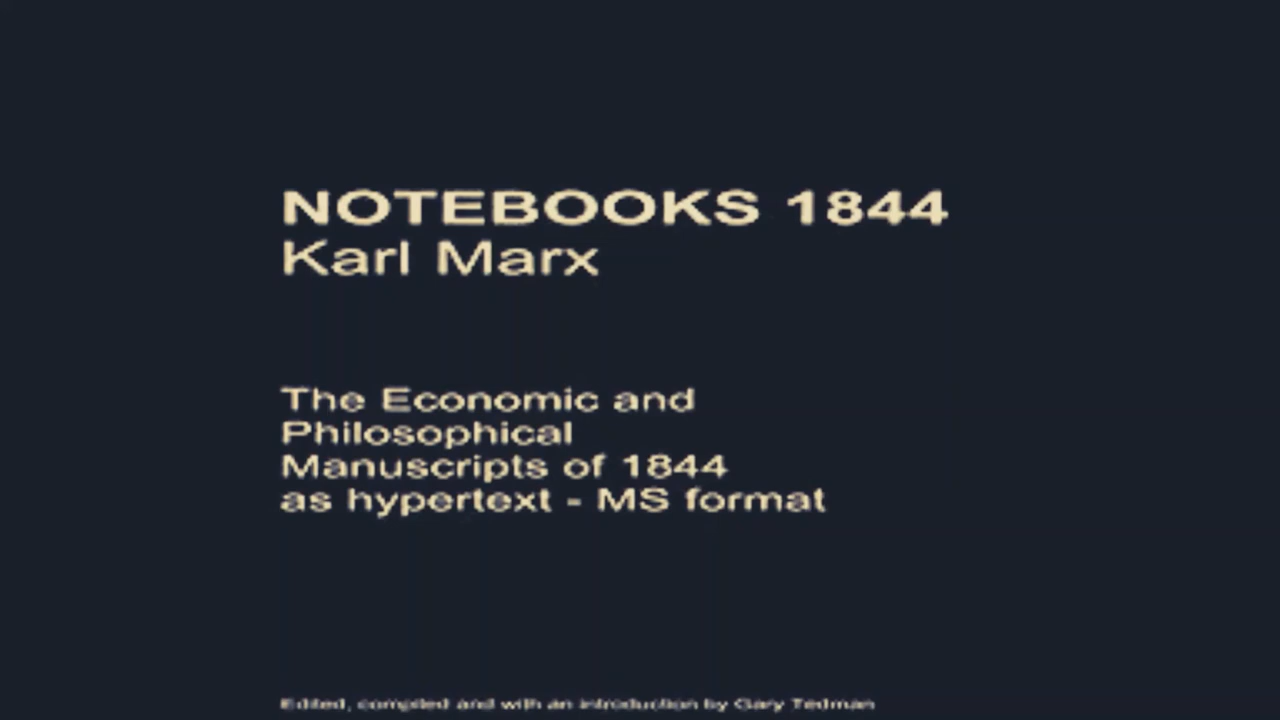 NOTEBOOKS 1844
Karl Marx
The Economic and
Philosophical
Manuscripts of 1844
as hypertext - MS format
Edited, compiled and with an introduction by Gary Tedman